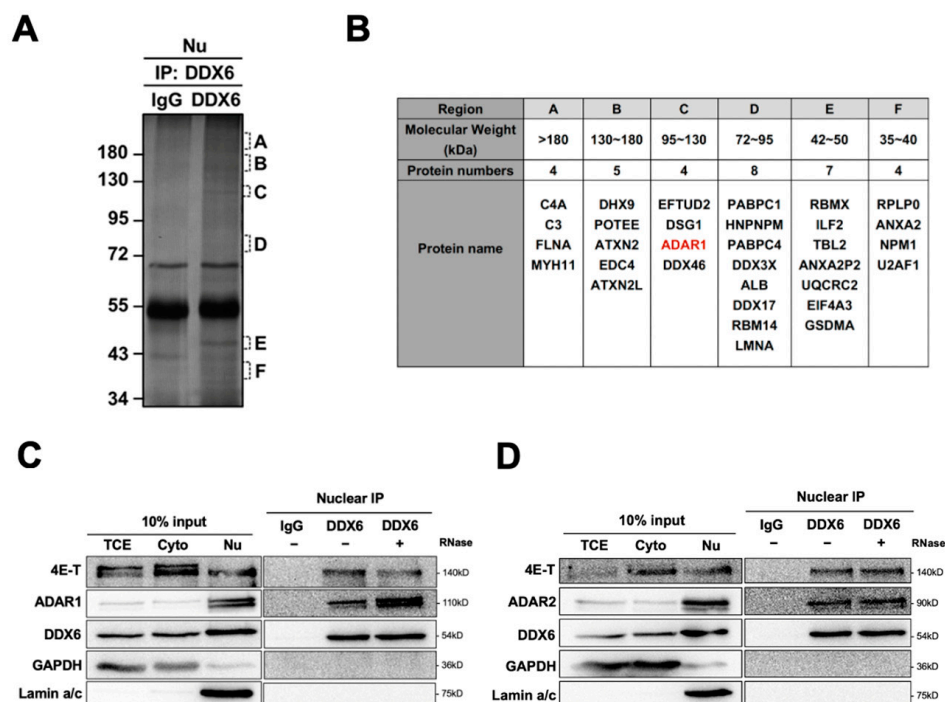 A
Nu
IP: DDX6
IgG DDX6
180
130
95
72
55
43
34
A
B
C
D
E
F
B
Region A B C D E F
Molecular Weight (kDa) >180 130~180 95~130 72~95 42~50 35~40
Protein numbers 4 5 4 8 7 4
Protein name
C4A DHX9 EFTUD2 PABPC1 RBMX RPLP0
C3 POTEE DSG1 HNPNPM ILF2 ANXA2
FLNA ATXN2 ADAR1 PABPC4 TBL2 NPM1
MYH11 EDC4 DDX46 DDX3X ANXA2P2 U2AF1
ATXN2L ALB UQCRC2
DDX17 EIF4A3
RBM14 GSDMA
LMNA
C
Nuclear IP
10% input IgG DDX6 DDX6
TCE Cyto Nu – – + RNase
4E-T 140kD
ADAR1 110kD
DDX6 54kD
GAPDH 36kD
Lamin a/c 75kD
D
Nuclear IP
10% input IgG DDX6 DDX6
TCE Cyto Nu – – + RNase
4E-T 140kD
ADAR2 90kD
DDX6 54kD
GAPDH 36kD
Lamin a/c 75kD